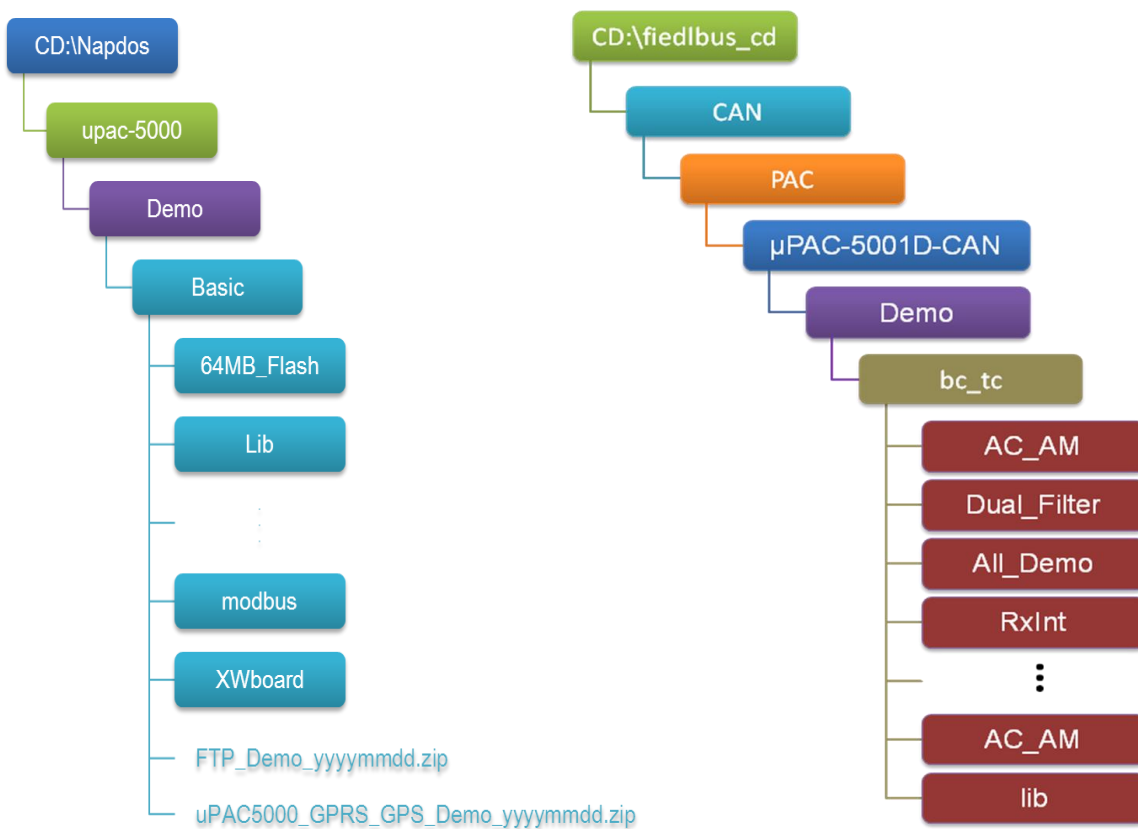 CD:\Napdos
upac-5000
Demo
Basic
64MB_Flash
Lib
modbus
XWboard
FTP_Demo_yyyymmdd.zip
uPAC5000_GPRS_GPS_Demo_yyyymmdd.zip
CD:\fiedlbus_cd
CAN
PAC
µPAC-5001D-CAN
Demo
bc_tc
AC_AM
Dual_Filter
All_Demo
RxInt
AC_AM
lib